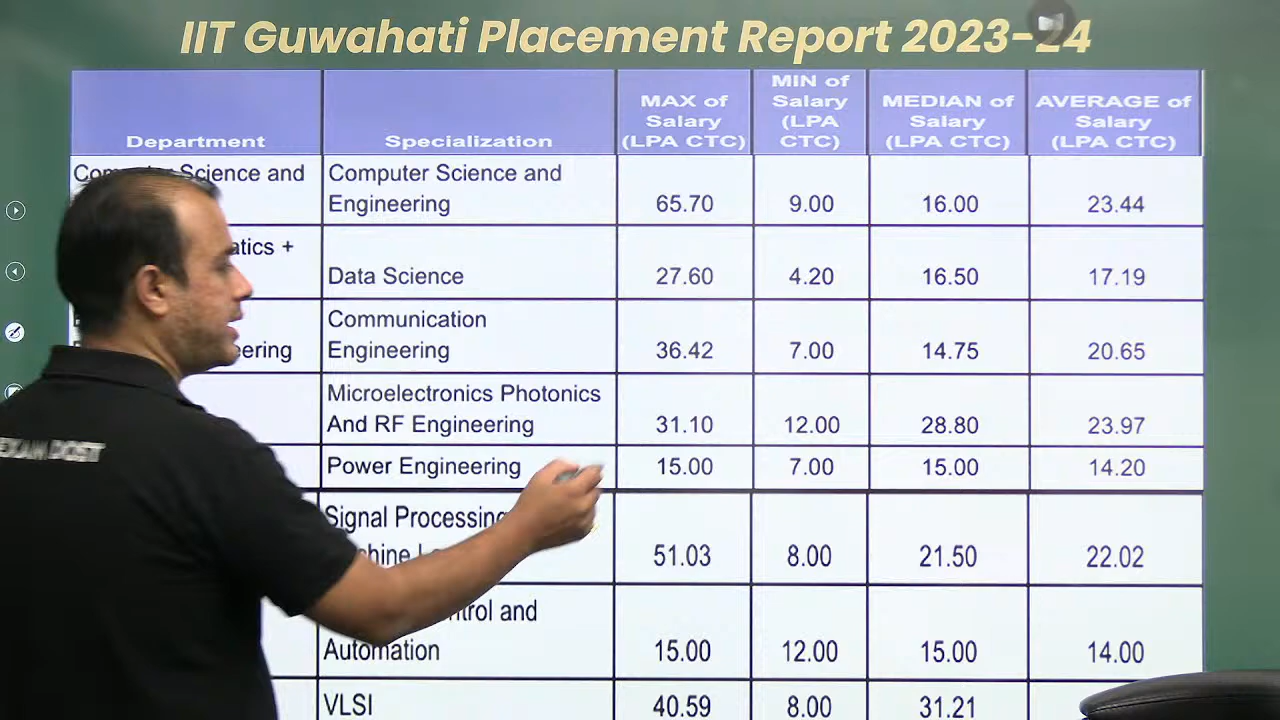 IIT Guwahati Placement Report 2023-24
Department
Specialization
MAX of
Salary
(LPA CTC)
MIN of
Salary
(LPA
CTC)
MEDIAN of
Salary
(LPA CTC)
AVERAGE of
Salary
(LPA CTC)
Computer Science and
Computer Science and
Engineering
65.70
9.00
16.00
23.44
+
Data Science
27.60
4.20
16.50
17.19
Communication
Engineering
36.42
7.00
14.75
20.65
Microelectronics Photonics
And RF Engineering
31.10
12.00
28.80
23.97
Power Engineering
15.00
7.00
15.00
14.20
Signal Processing
51.03
8.00
21.50
22.02
and
Automation
15.00
12.00
15.00
14.00
VLSI
40.59
8.00
31.21
EXAM POST